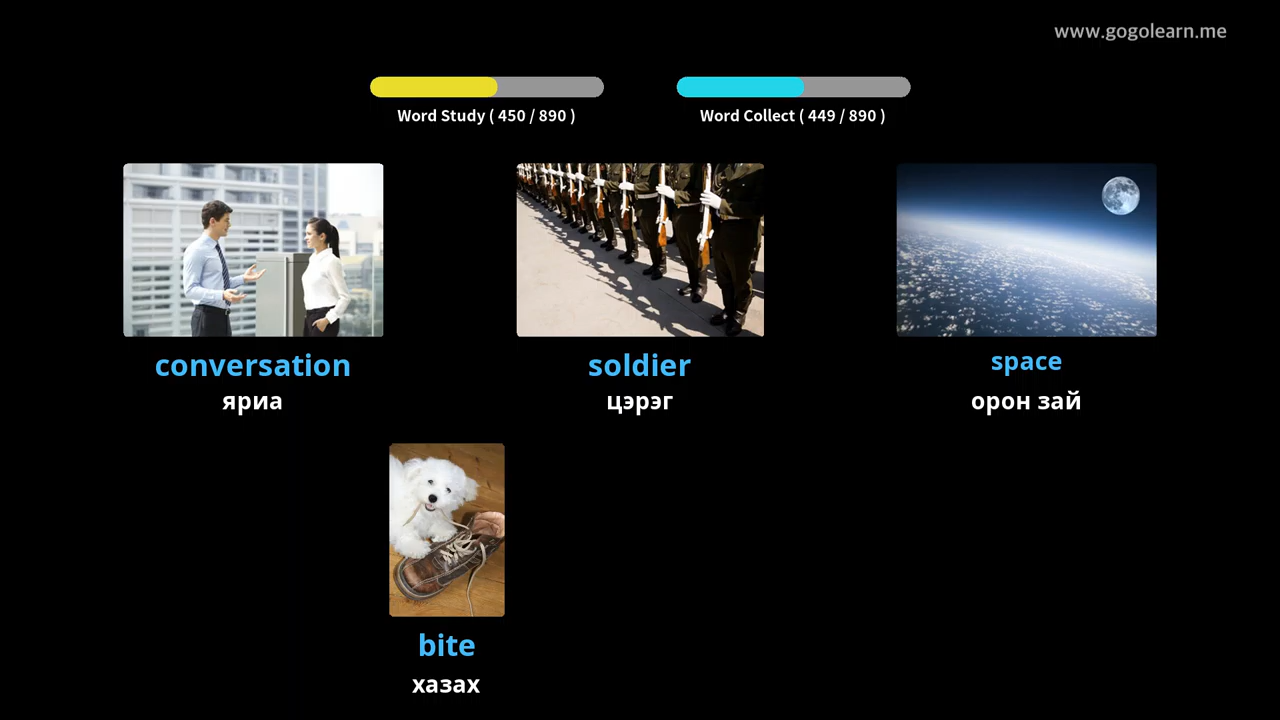 www.gogolearn.me
Word Study ( 450 / 890 )
Word Collect ( 449 / 890 )
conversation
яриа
soldier
цэрэг
space
орон зай
bite
хазах